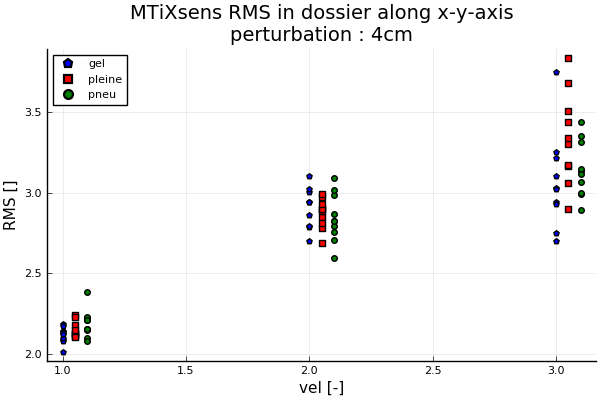 MTiXsens RMS in dossier along x-y-axis
perturbation : 4cm
gel
pleine
pneu
RMS []
3.5
3.0
2.5
2.0
1.0
1.5
2.0
2.5
3.0
vel [-]